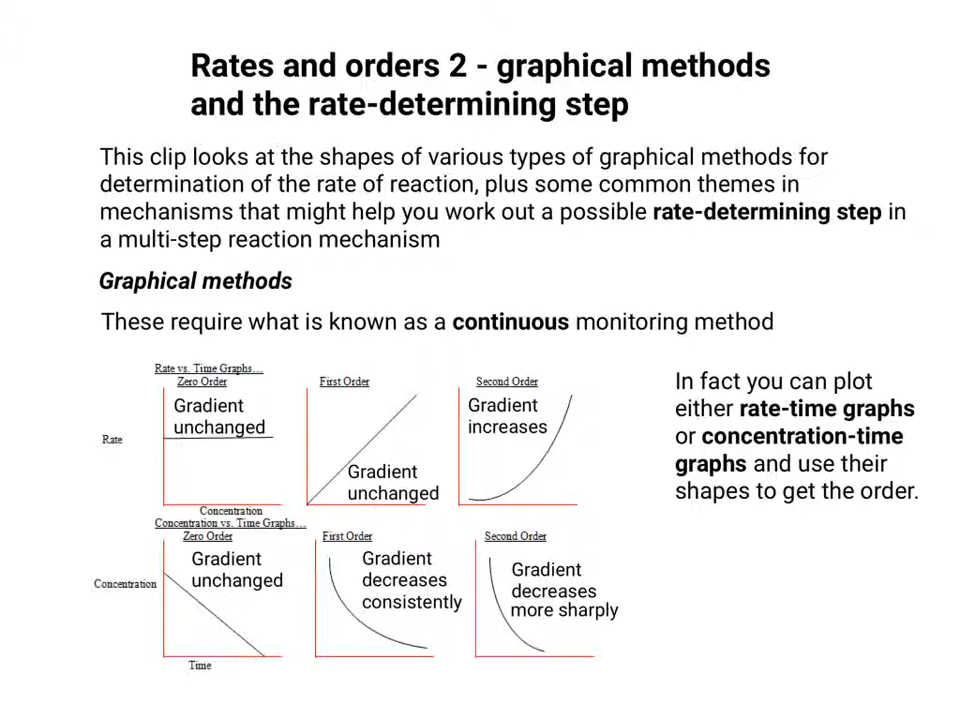 Rates and orders 2 - graphical methods
and the rate-determining step
This clip looks at the shapes of various types of graphical methods for
determination of the rate of reaction, plus some common themes in
mechanisms that might help you work out a possible rate-determining step in
a multi-step reaction mechanism
Graphical methods
These require what is known as a continuous monitoring method
Rate vs. Time Graphs…
Zero Order
First Order
Second Order
Gradient
unchanged
Gradient
unchanged
Gradient
increases
Rate
Concentration
In fact you can plot
either rate-time graphs
or concentration-time
graphs and use their
shapes to get the order.
Concentration vs. Time Graphs…
Zero Order
First Order
Second Order
Gradient
unchanged
Gradient
decreases
consistently
Gradient
decreases
more sharply
Concentration
Time